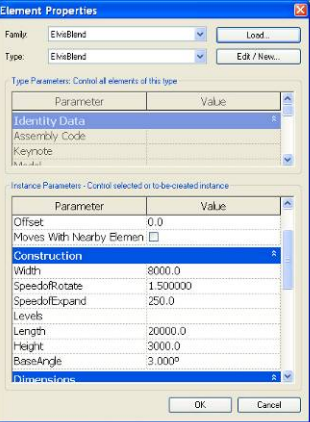 Element Properties
Family: ElvisBlend Load...
Type: ElvisBlend Edit / New...
Type Parameters: Control all elements of this type
Parameter Value
Identity Data
Assembly Code
Keynote
Model
Instance Parameters - Control selected or to-be-created instance
Parameter Value
Offset 0.0
Moves With Nearby Elemen
Construction
Width 8000.0
SpeedofRotate 1.500000
SpeedofExpand 250.0
Levels
Length 20000.0
Height 3000.0
BaseAngle 3.000°
Dimensions
OK Cancel